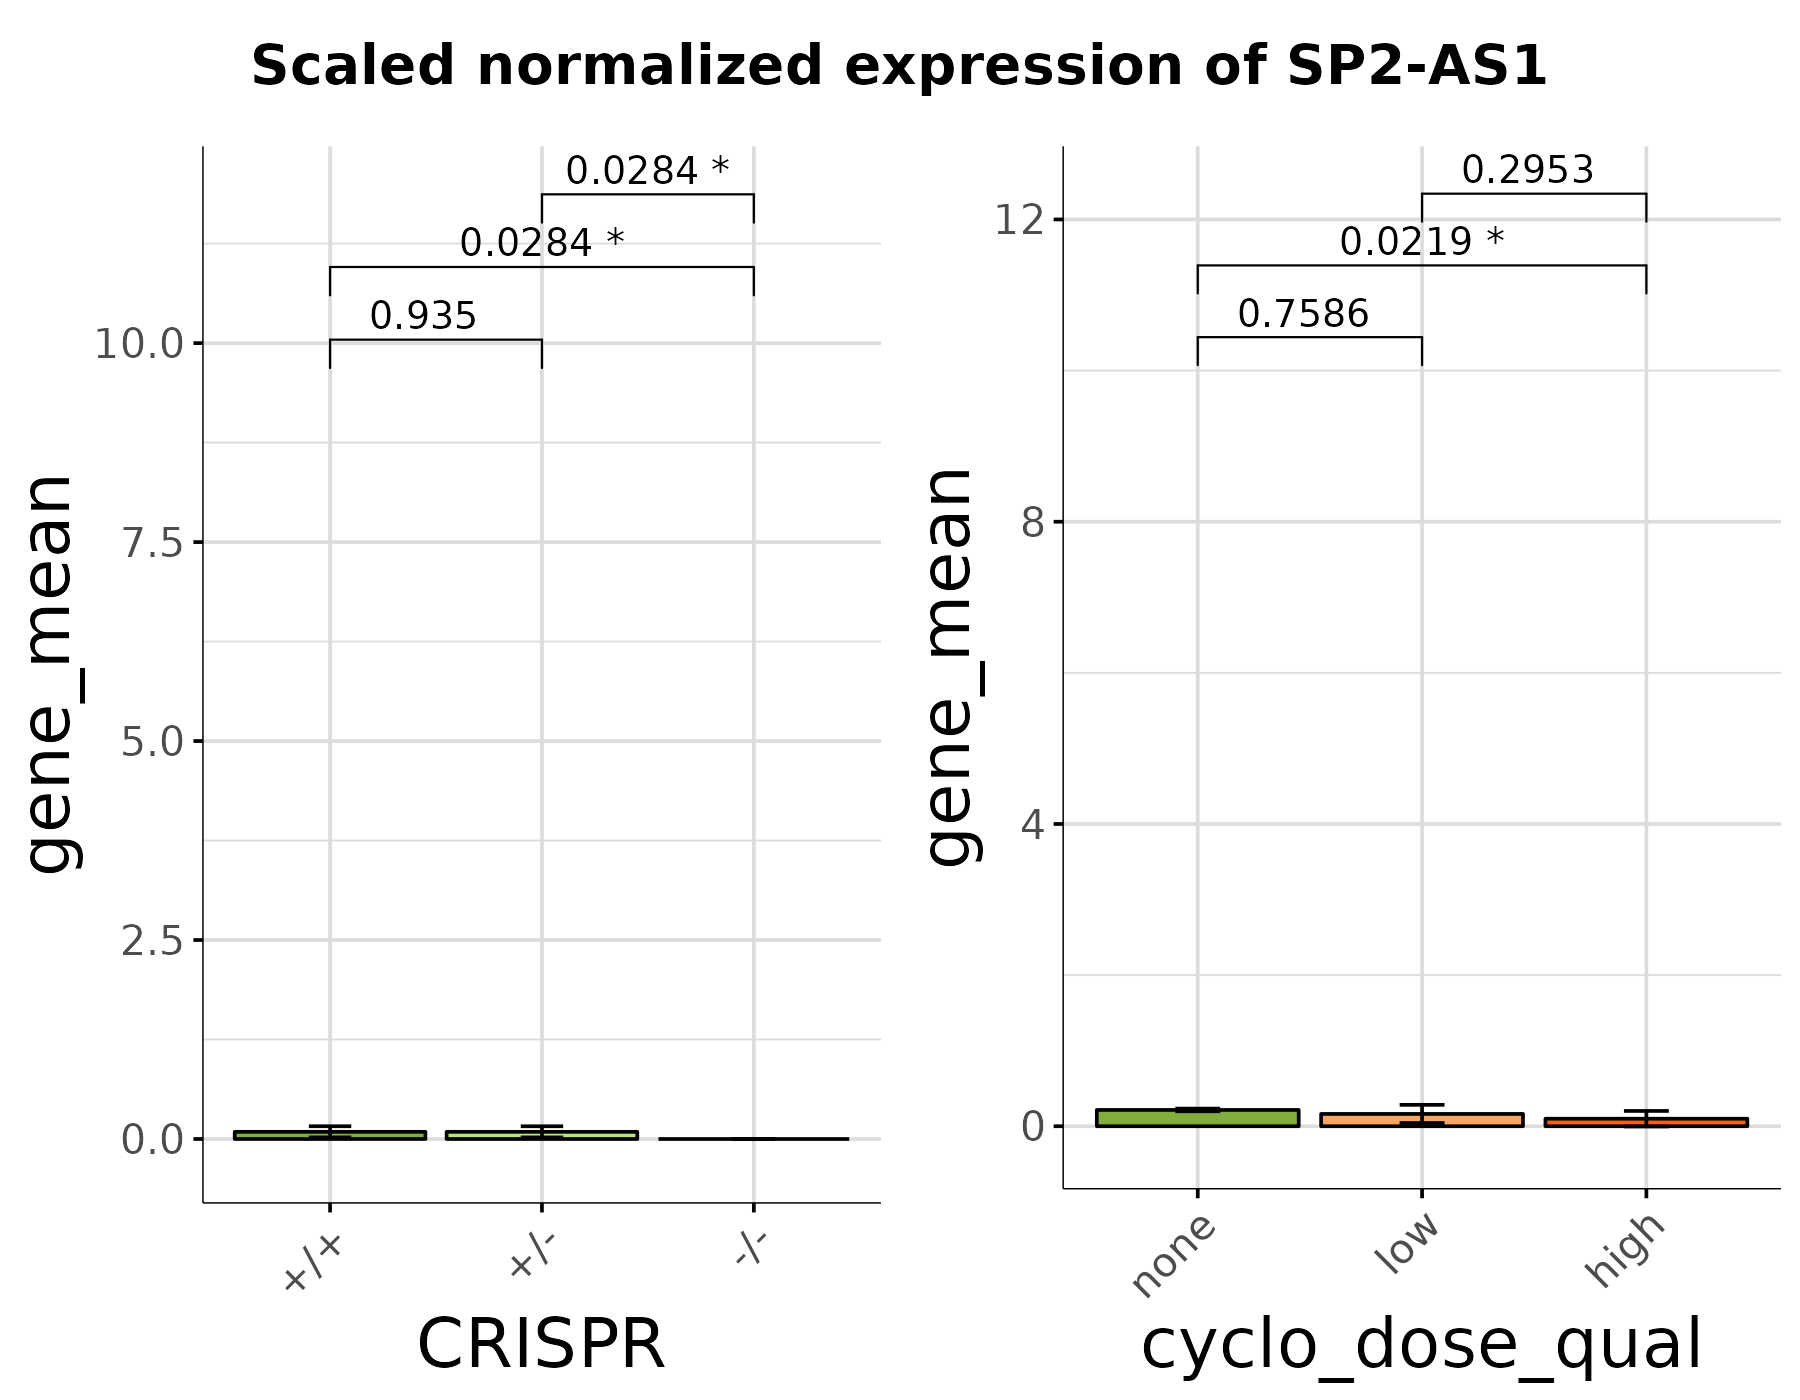 Scaled normalized expression of SP2-AS1
0.0284 *
0.0284 *
0.935
10.0
7.5
5.0
2.5
0.0
gene_mean
+/+
+/-
-/-
CRISPR
0.2953
0.0219 *
0.7586
12
8
4
0
gene_mean
none
low
high
cyclo_dose_qual